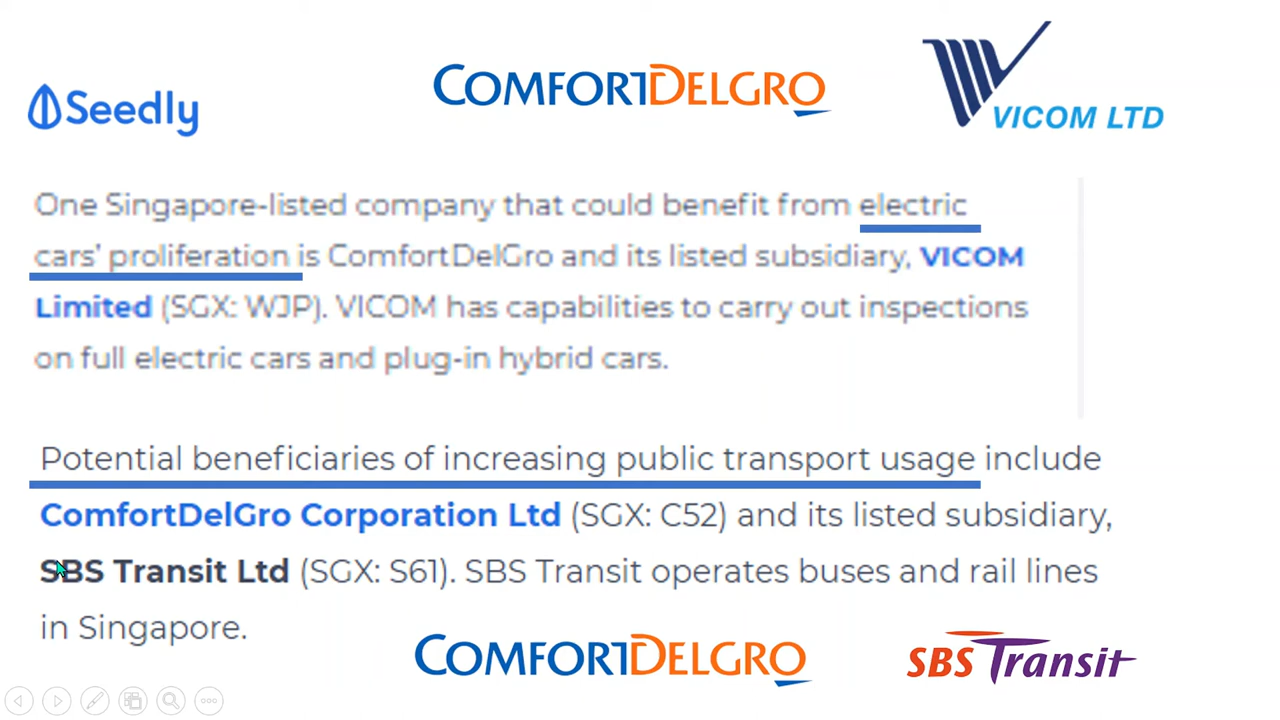 Seedly
COMFORTDELGRO
VICOM LTD
One Singapore-listed company that could benefit from electric
cars' proliferation is ComfortDelGro and its listed subsidiary, VICOM
Limited (SGX: WJP). VICOM has capabilities to carry out inspections
on full electric cars and plug-in hybrid cars.
Potential beneficiaries of increasing public transport usage include
ComfortDelGro Corporation Ltd (SGX: C52) and its listed subsidiary,
SBS Transit Ltd (SGX: S61). SBS Transit operates buses and rail lines
in Singapore.
COMFORTDELGRO
SBS Transit